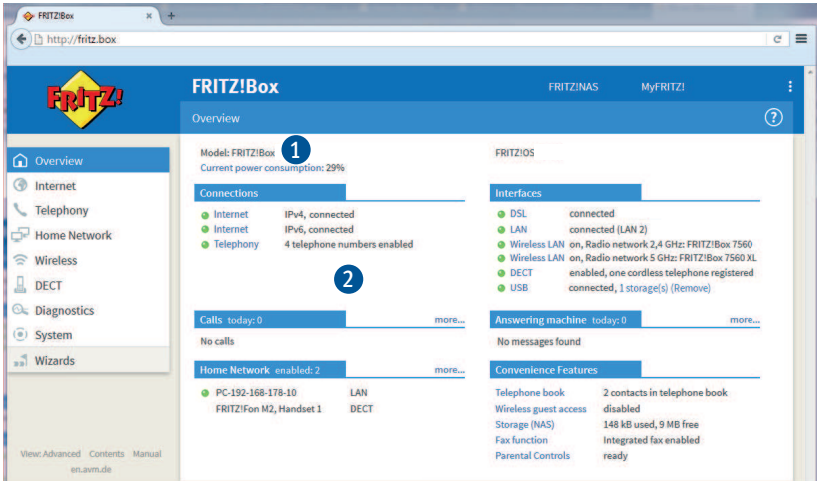 FRITZ!Box
http://fritz.box
FRITZ!
FRITZ!Box
FRITZ!NAS
MyFRITZ!
Overview
?
Overview
Internet
Telephony
Home Network
Wireless
DECT
Diagnostics
System
Wizards
View: Advanced Contents Manual
en.avm.de
Model: FRITZ!Box
1
FRITZ!OS
Current power consumption: 29%
Connections
Internet IPv4, connected
Internet IPv6, connected
Telephony 4 telephone numbers enabled
2
Interfaces
DSL connected
LAN connected (LAN 2)
Wireless LAN on, Radio network 2,4 GHz: FRITZ!Box 7560
Wireless LAN on, Radio network 5 GHz: FRITZ!Box 7560 XL
DECT enabled, one cordless telephone registered
USB connected, 1 storage(s) (Remove)
Calls today: 0 more...
No calls
Answering machine today: 0 more...
No messages found
Home Network enabled: 2 more...
PC-192-168-178-10 LAN
FRITZ!Fon M2, Handset 1 DECT
Convenience Features
Telephone book 2 contacts in telephone book
Wireless guest access disabled
Storage (NAS) 148 kB used, 9 MB free
Fax function Integrated fax enabled
Parental Controls ready